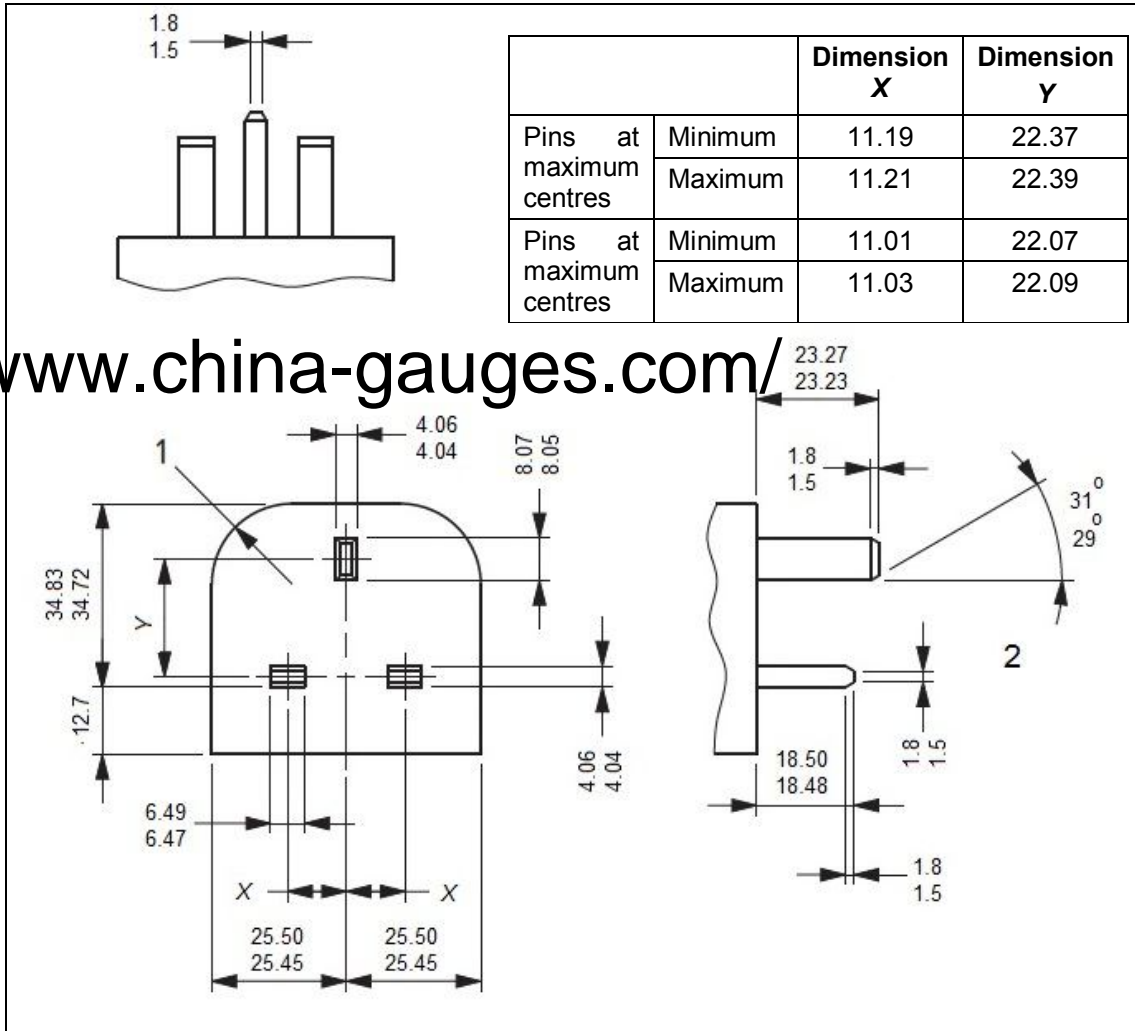 1.8
1.5
Dimension X
Dimension Y
Pins at maximum centres
Minimum 11.19 22.37
Maximum 11.21 22.39
Pins at maximum centres
Minimum 11.01 22.07
Maximum 11.03 22.09
www.china-gauges.com/
23.27
23.23
4.06
4.04
8.07
8.05
1.8
1.5
31°
29°
1
34.83
34.72
Y
2
12.7
4.06
4.04
18.50
18.48
1.8
1.5
6.49
6.47
1.8
1.5
X
X
25.50
25.45
25.50
25.45